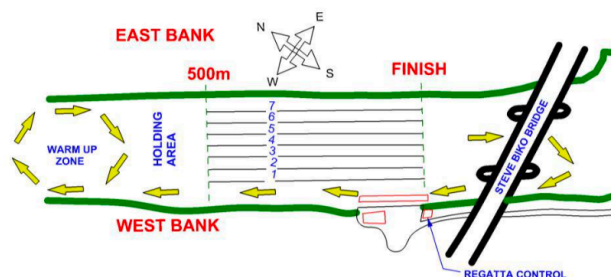 EAST BANK
N
E
W
S
500m
FINISH
7
6
5
4
3
2
1
WARM UP
ZONE
HOLDING
AREA
STEVE BIKO BRIDGE
WEST BANK
REGATTA CONTROL